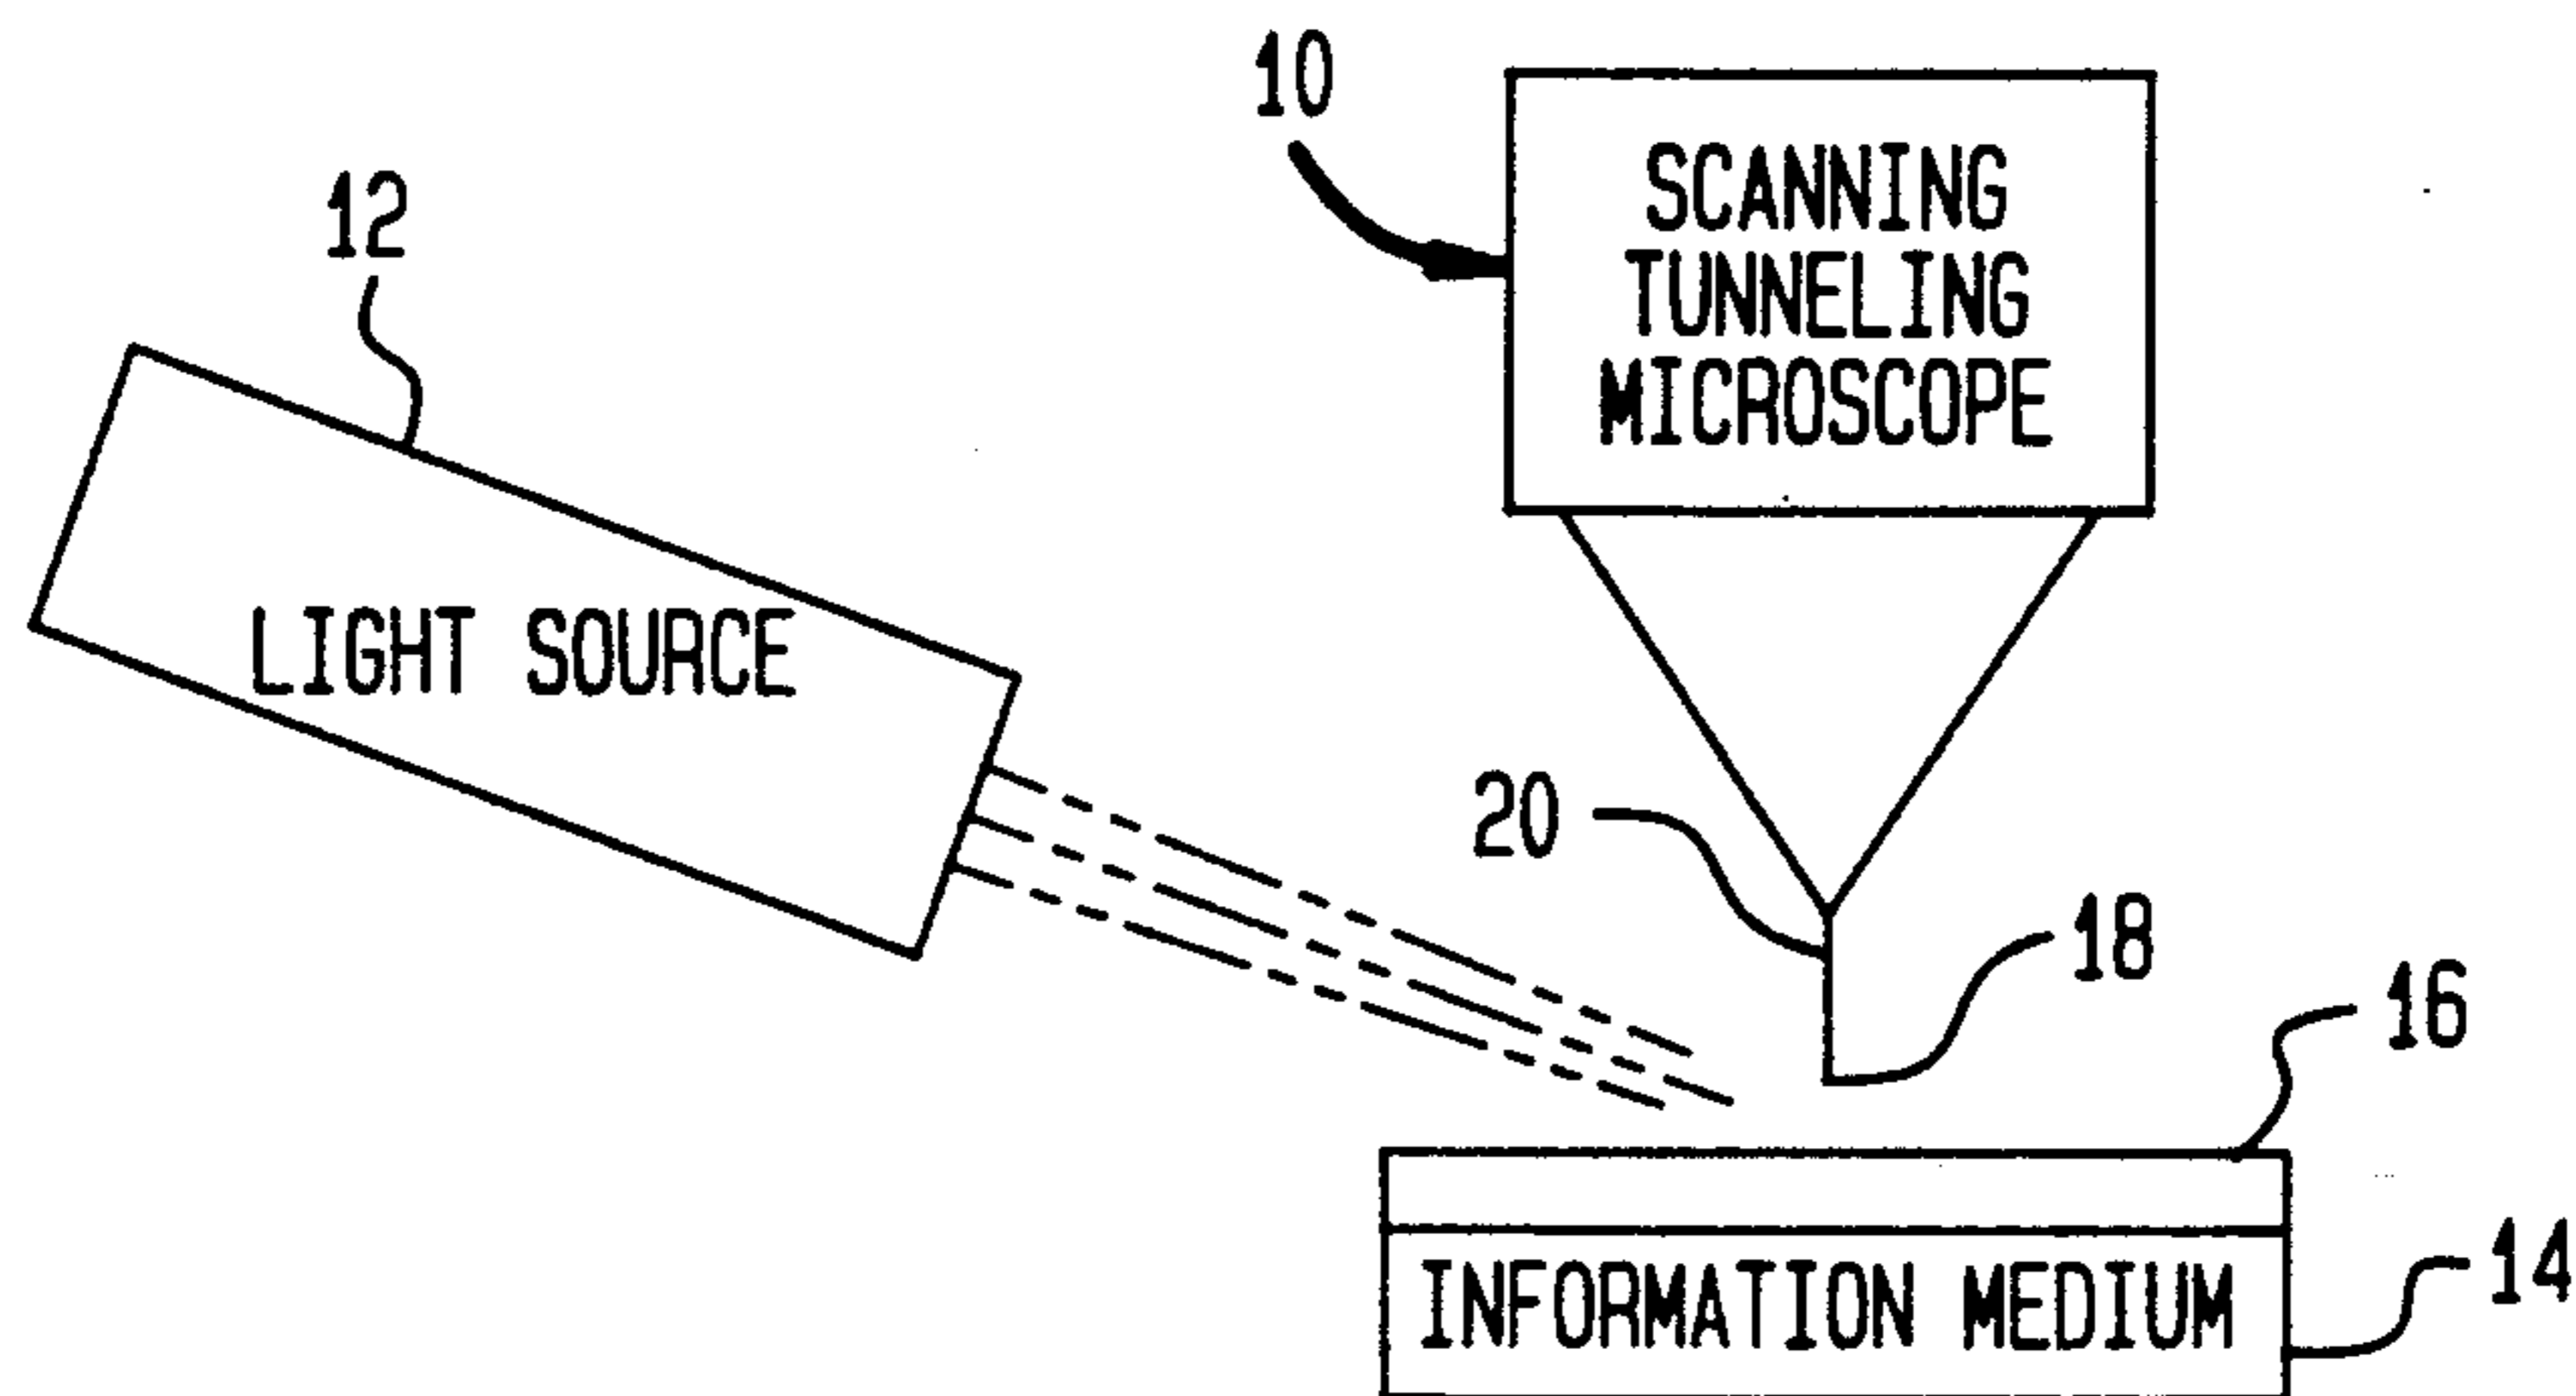 10
SCANNING
TUNNELING
MICROSCOPE
12
LIGHT SOURCE
20
18
16
INFORMATION MEDIUM
14